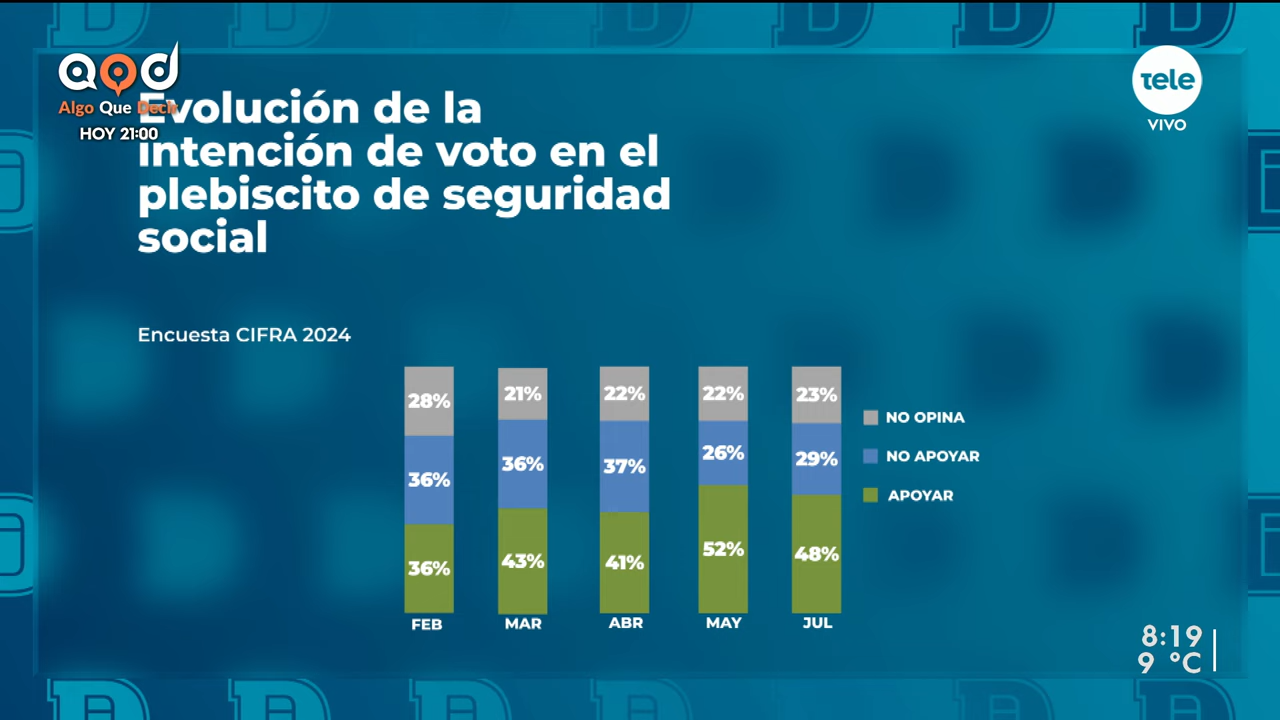 aqd
Algo Que Decir
HOY 21:00
tele
VIVO
Evolución de la
intención de voto en el
plebiscito de seguridad
social
Encuesta CIFRA 2024
28% 21% 22% 22% 23%
36% 36% 37% 26% 29%
36% 43% 41% 52% 48%
FEB MAR ABR MAY JUL
NO OPINA
NO APOYAR
APOYAR
8:19
9 °C